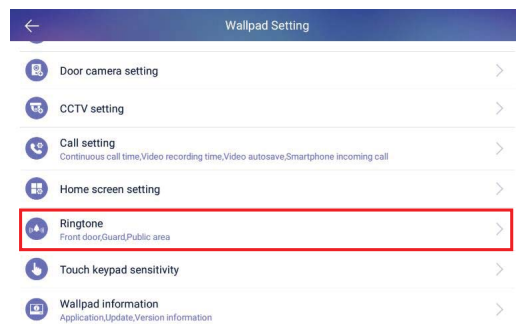 Wallpad Setting
Door camera setting
CCTV setting
Call setting
Continuous call time,Video recording time,Video autosave,Smartphone incoming call
Home screen setting
Ringtone
Front door,Guard,Public area
Touch keypad sensitivity
Wallpad information
Application,Update,Version information